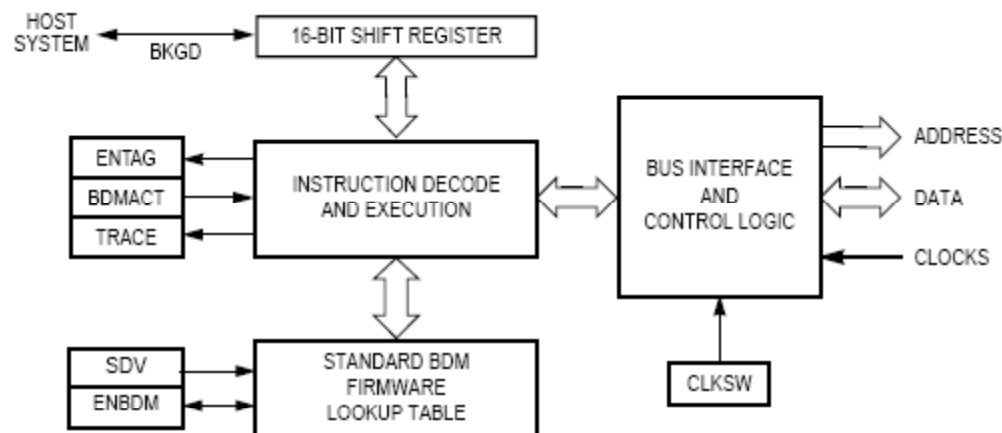 HOST
SYSTEM
BKGD
16-BIT SHIFT REGISTER
ENTAG
BDMACT
TRACE
INSTRUCTION DECODE
AND EXECUTION
BUS INTERFACE
AND
CONTROL LOGIC
ADDRESS
DATA
CLOCKS
SDV
ENBDM
STANDARD BDM
FIRMWARE
LOOKUP TABLE
CLKSW